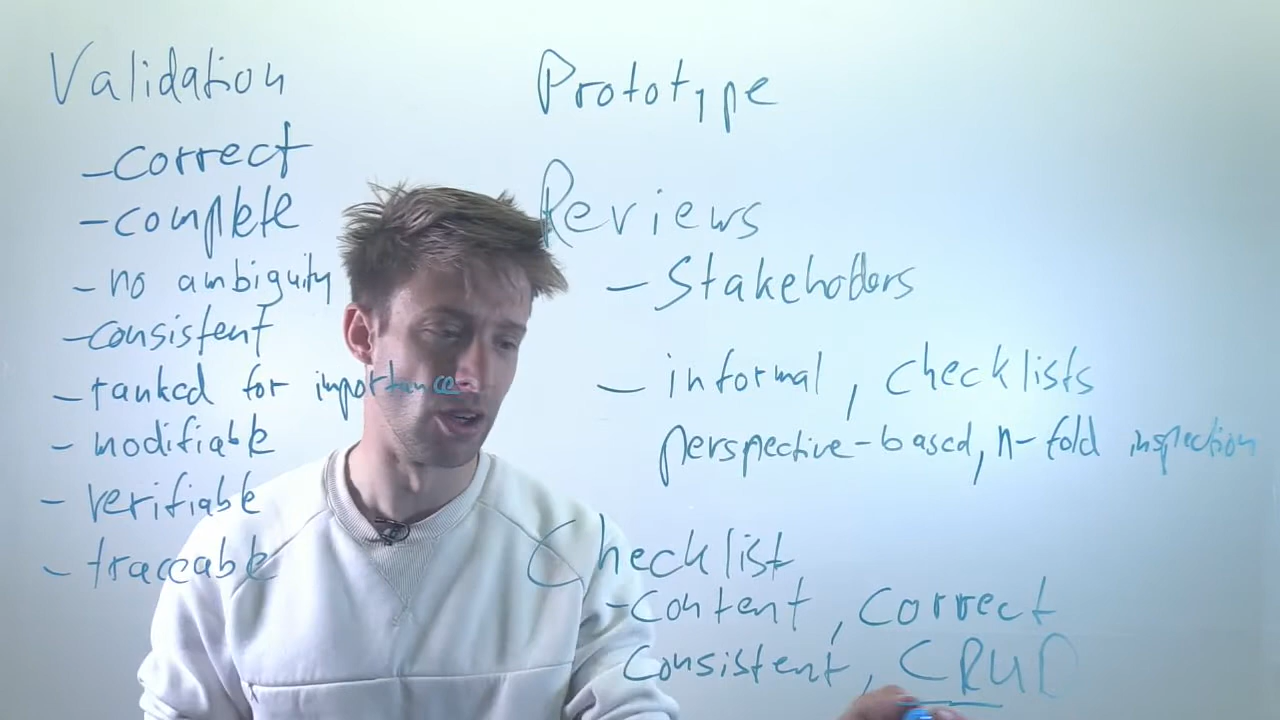 Validation
- correct
- complete
- no ambiguity
- consistent
- ranked for importance
- modifiable
- verifiable
- traceable
Prototype
Reviews
- Stakehoders
- informal, checklists
perspective-based, n-fold inspection
Checklist
- Content, correct
Consistent, CRUD